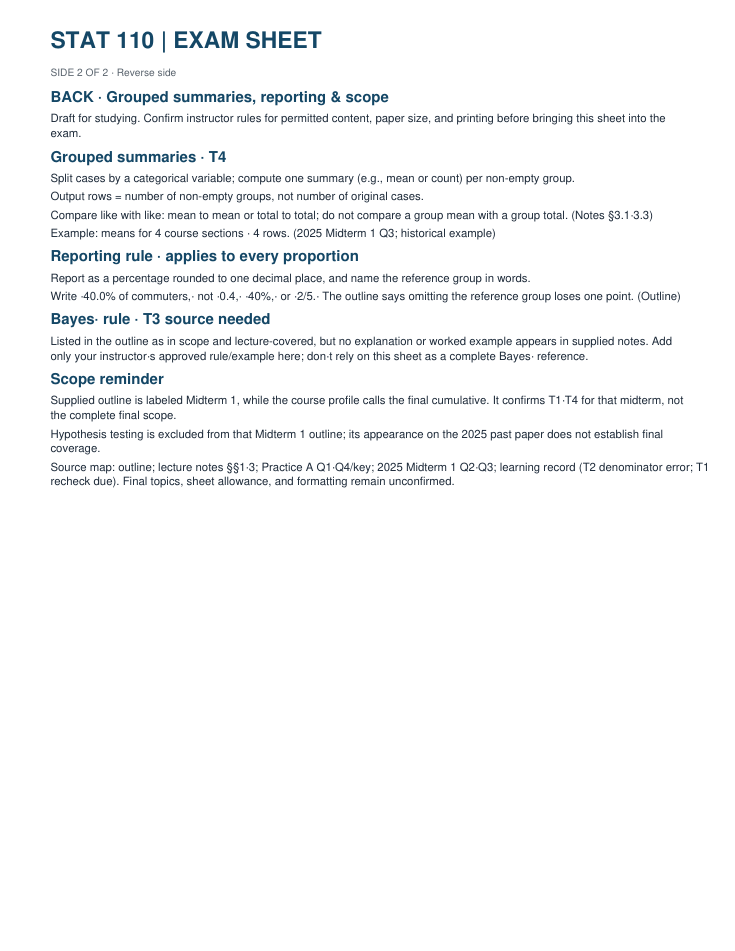 STAT 110 | EXAM SHEET
SIDE 2 OF 2 · Reverse side
BACK · Grouped summaries, reporting & scope
Draft for studying. Confirm instructor rules for permitted content, paper size, and printing before bringing this sheet into the
exam.
Grouped summaries · T4
Split cases by a categorical variable; compute one summary (e.g., mean or count) per non-empty group.
Output rows = number of non-empty groups, not number of original cases.
Compare like with like: mean to mean or total to total; do not compare a group mean with a group total. (Notes §3.1·3.3)
Example: means for 4 course sections · 4 rows. (2025 Midterm 1 Q3; historical example)
Reporting rule · applies to every proportion
Report as a percentage rounded to one decimal place, and name the reference group in words.
Write ·40.0% of commuters,· not ·0.4,· ·40%,· or ·2/5.· The outline says omitting the reference group loses one point. (Outline)
Bayes· rule · T3 source needed
Listed in the outline as in scope and lecture-covered, but no explanation or worked example appears in supplied notes. Add
only your instructor·s approved rule/example here; don·t rely on this sheet as a complete Bayes· reference.
Scope reminder
Supplied outline is labeled Midterm 1, while the course profile calls the final cumulative. It confirms T1·T4 for that midterm, not
the complete final scope.
Hypothesis testing is excluded from that Midterm 1 outline; its appearance on the 2025 past paper does not establish final
coverage.
Source map: outline; lecture notes §§1·3; Practice A Q1·Q4/key; 2025 Midterm 1 Q2·Q3; learning record (T2 denominator error; T1
recheck due). Final topics, sheet allowance, and formatting remain unconfirmed.